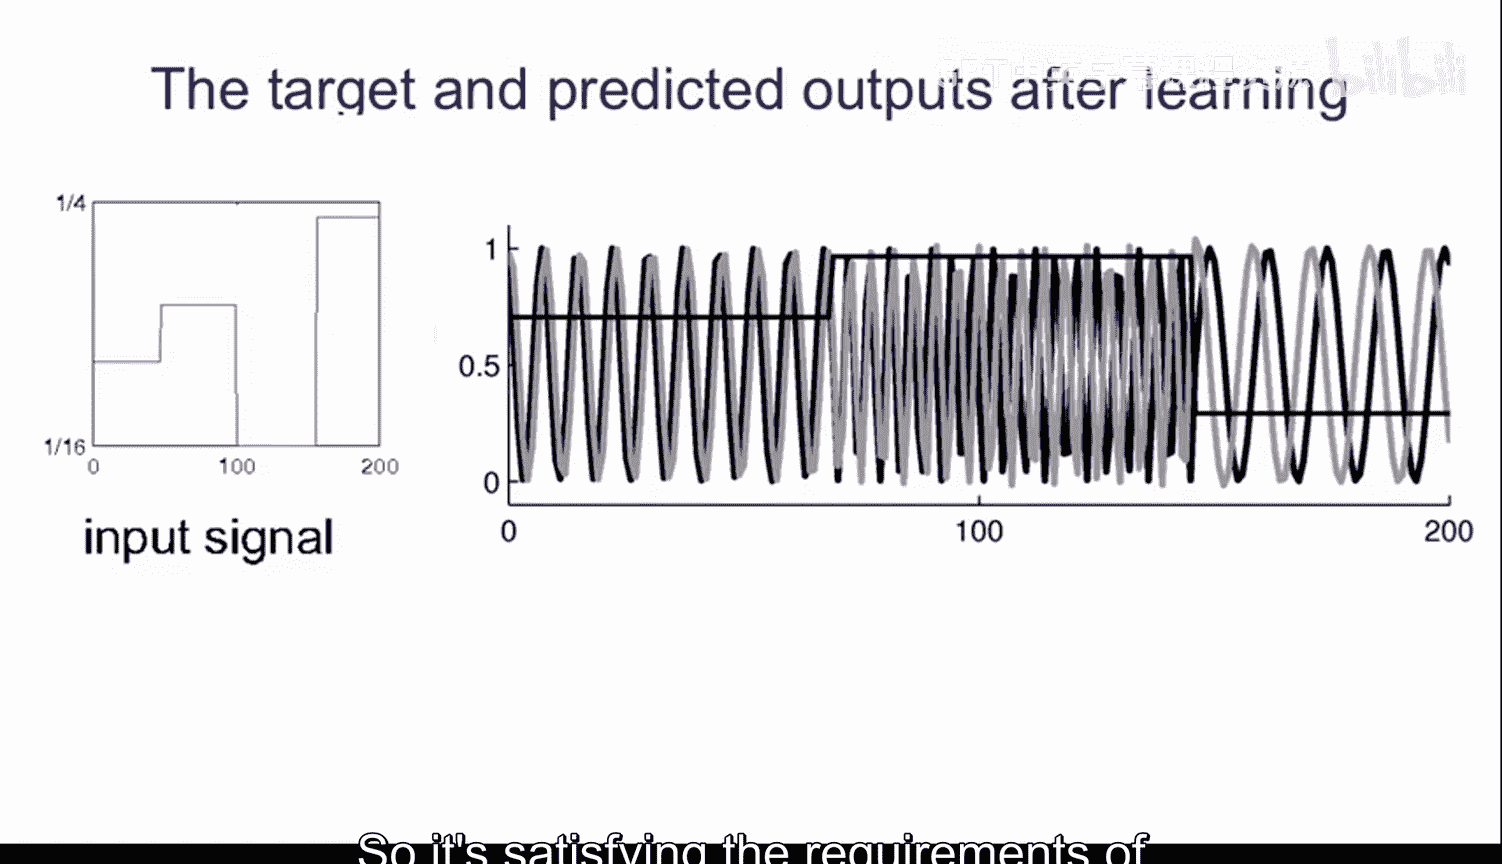 The target and predicted outputs after learning
bilibili
1/4
1/16
0 100 200
input signal
1
0.5
0
0 100 200
So it's satisfying the requirements of